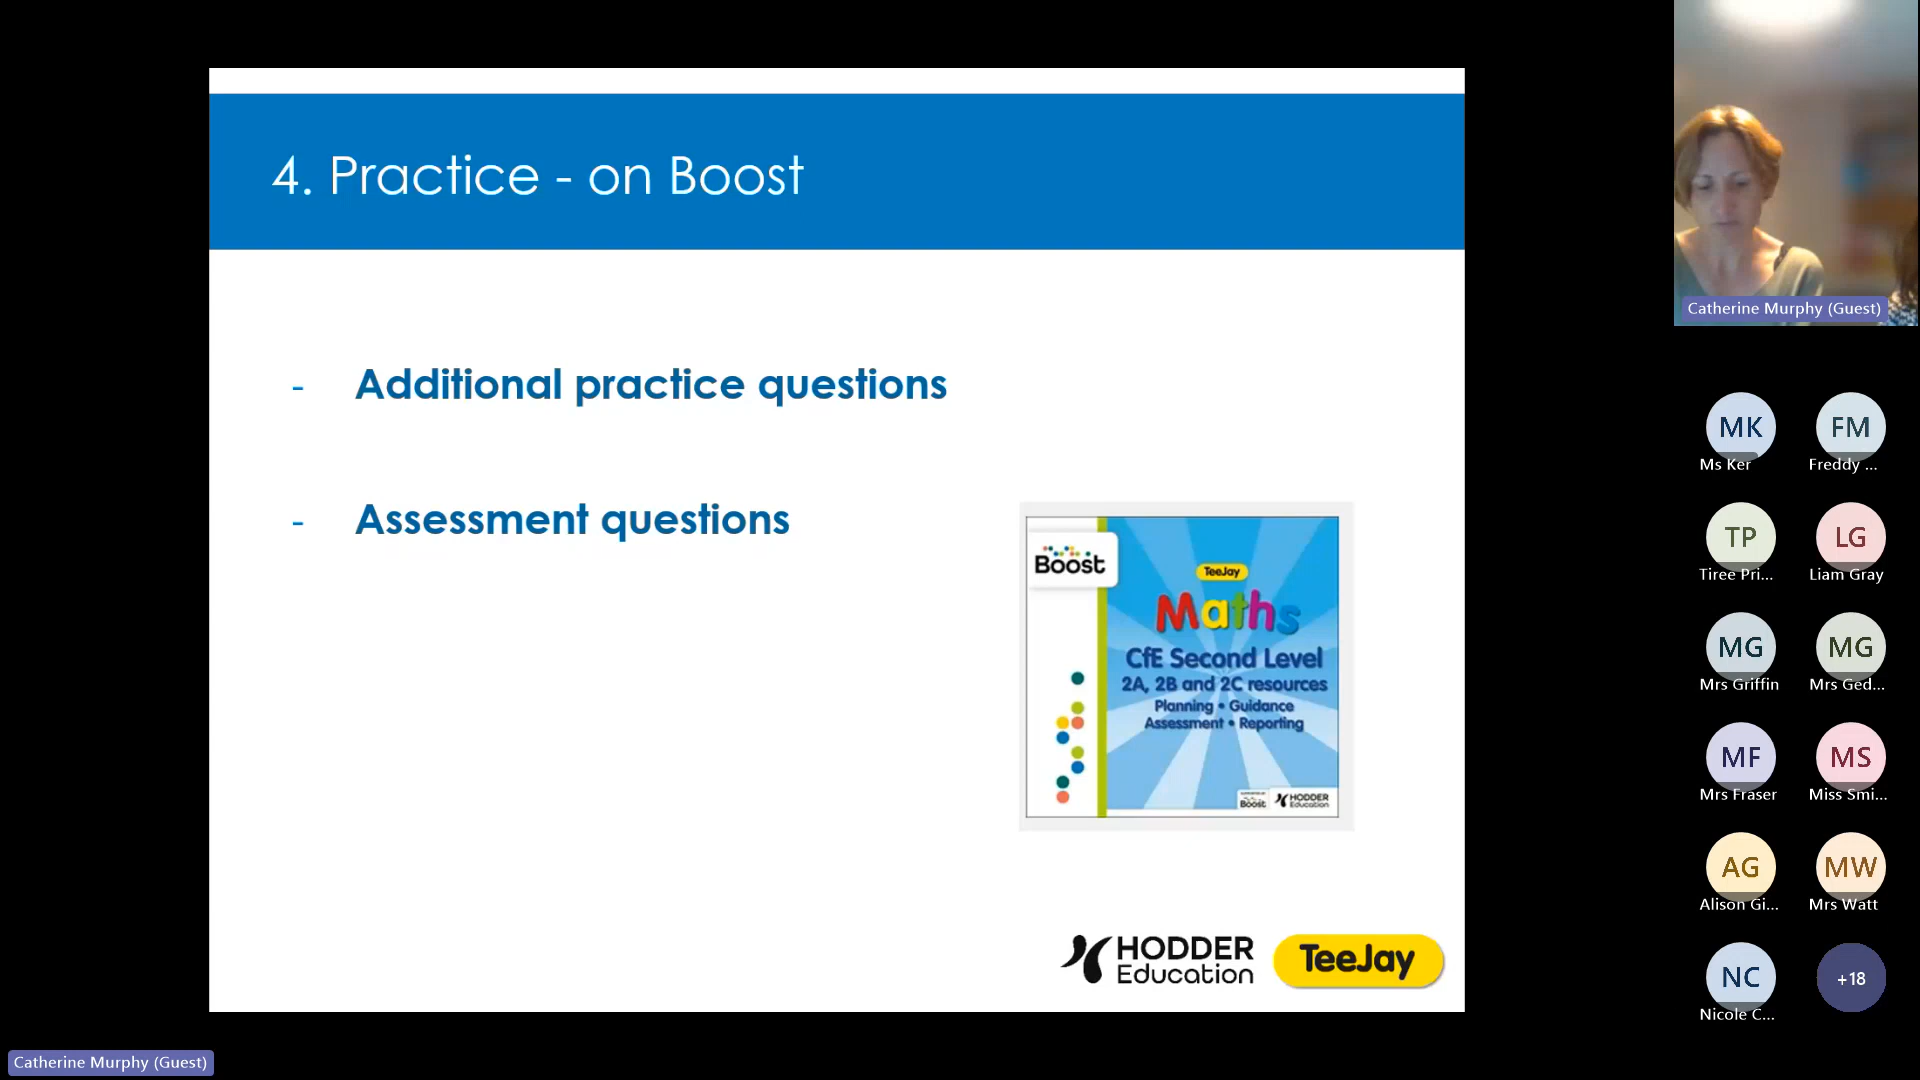 4. Practice - on Boost
- Additional practice questions
- Assessment questions
Boost
TeeJay
Maths
CfE Second Level
2A, 2B and 2C resources
Planning • Guidance
Assessment • Reporting
Boost
HODDER
Education
HODDER
Education
TeeJay
Catherine Murphy (Guest)
MK
Ms Ker
FM
Freddy ...
TP
Tiree Pri...
LG
Liam Gray
MG
Mrs Griffin
MG
Mrs Ged...
MF
Mrs Fraser
MS
Miss Smi...
AG
Alison Gi...
MW
Mrs Watt
NC
Nicole C...
+18
Catherine Murphy (Guest)